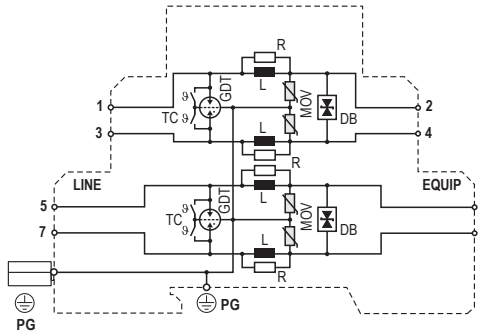 R
ϑ
GDT
L
MOV
1
2
TC
DB
ϑ
3
4
L
R
LINE
R
EQUIP
ϑ
GDT
L
MOV
5
TC
DB
ϑ
7
L
R
PG
PG